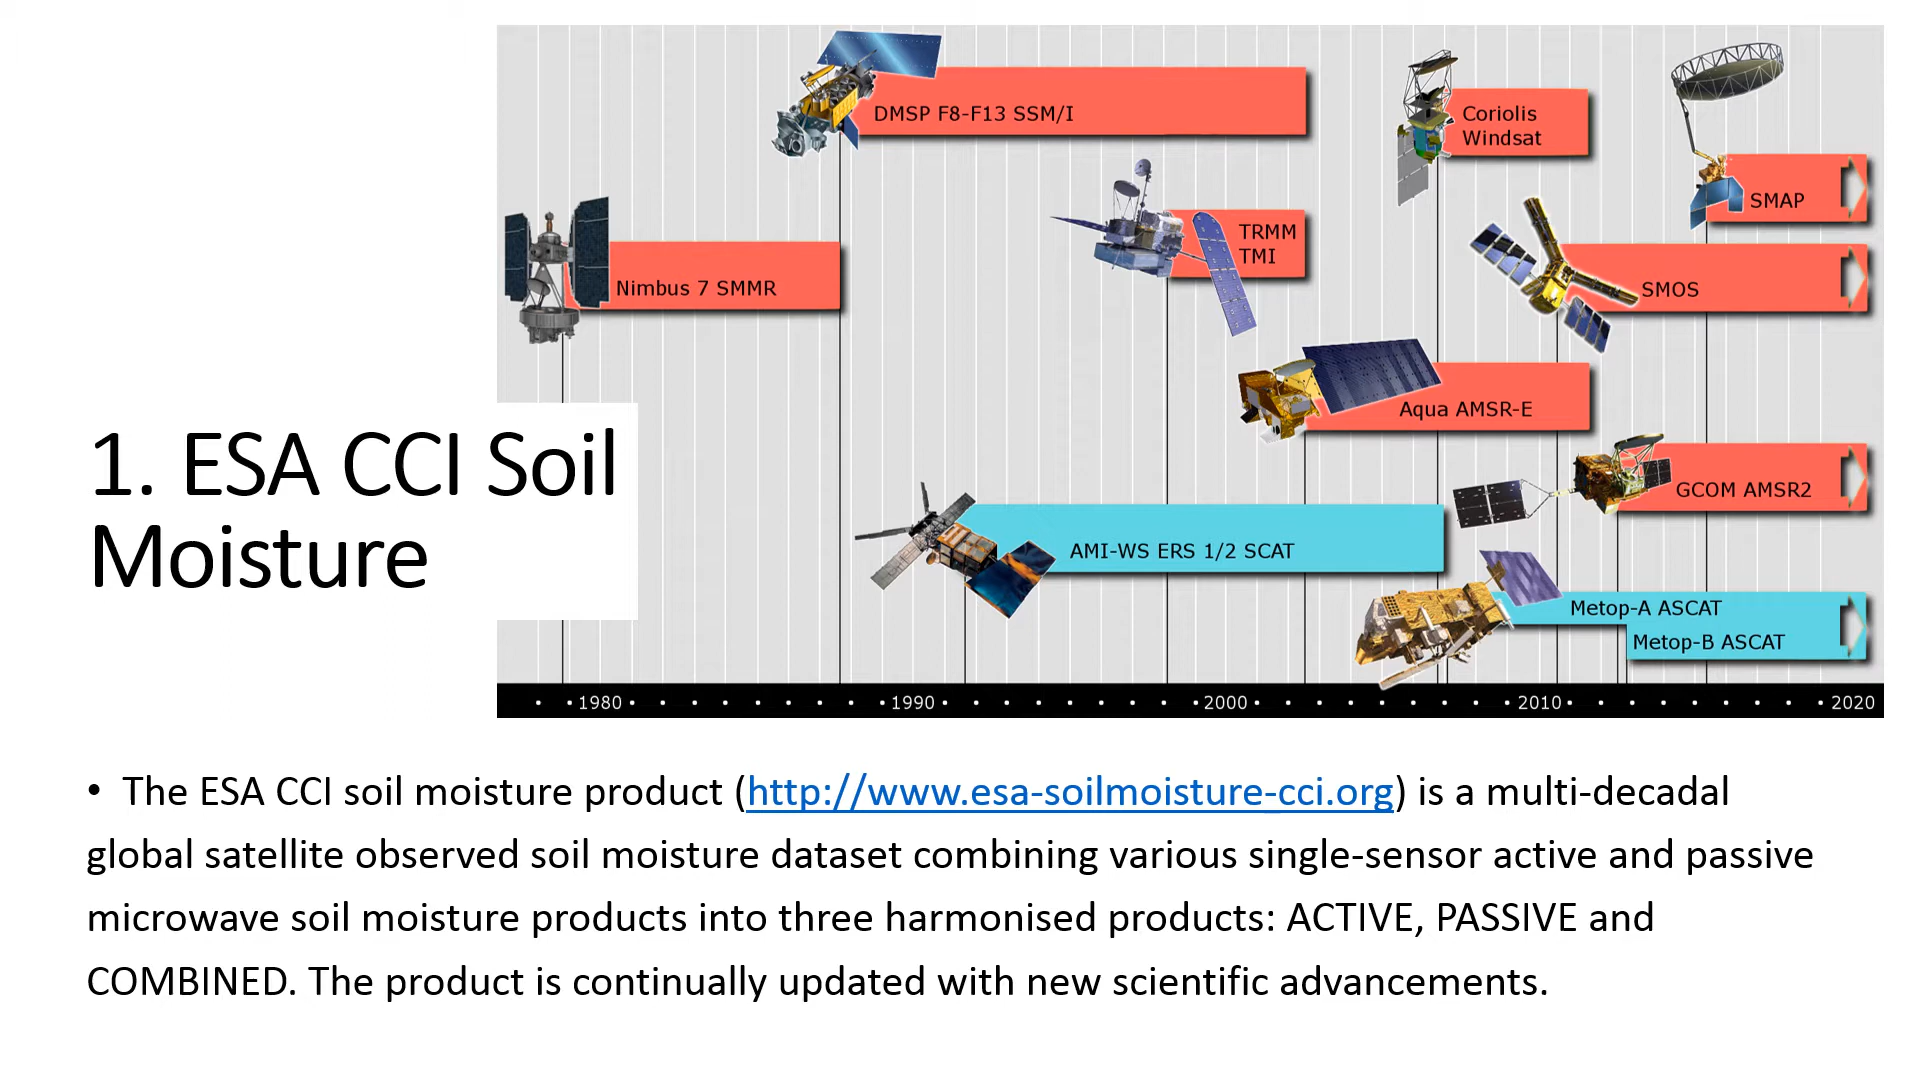 DMSP F8-F13 SSM/I
Coriolis
Windsat
SMAP
TRMM
TMI
Nimbus 7 SMMR
SMOS
Aqua AMSR-E
GCOM AMSR2
AMI-WS ERS 1/2 SCAT
Metop-A ASCAT
Metop-B ASCAT
1980 1990 2000 2010 2020
1. ESA CCI Soil
Moisture
• The ESA CCI soil moisture product (http://www.esa-soilmoisture-cci.org) is a multi-decadal
global satellite observed soil moisture dataset combining various single-sensor active and passive
microwave soil moisture products into three harmonised products: ACTIVE, PASSIVE and
COMBINED. The product is continually updated with new scientific advancements.